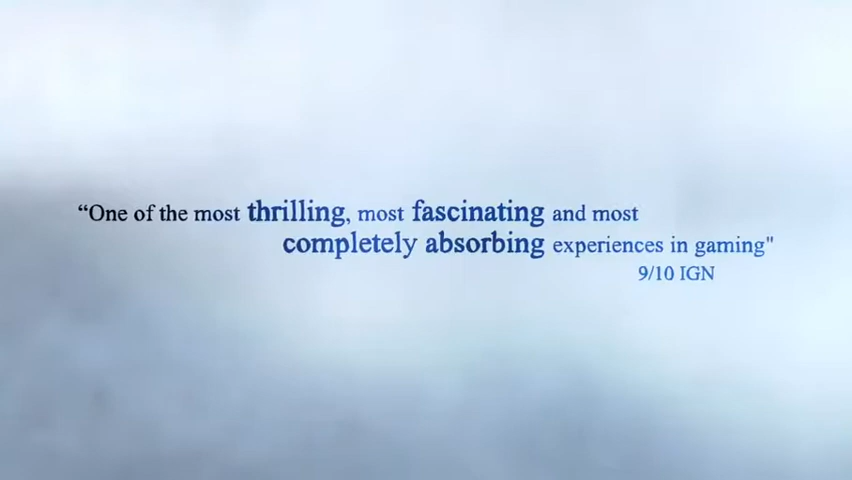 “One of the most thrilling, most fascinating and most
completely absorbing experiences in gaming"
9/10 IGN